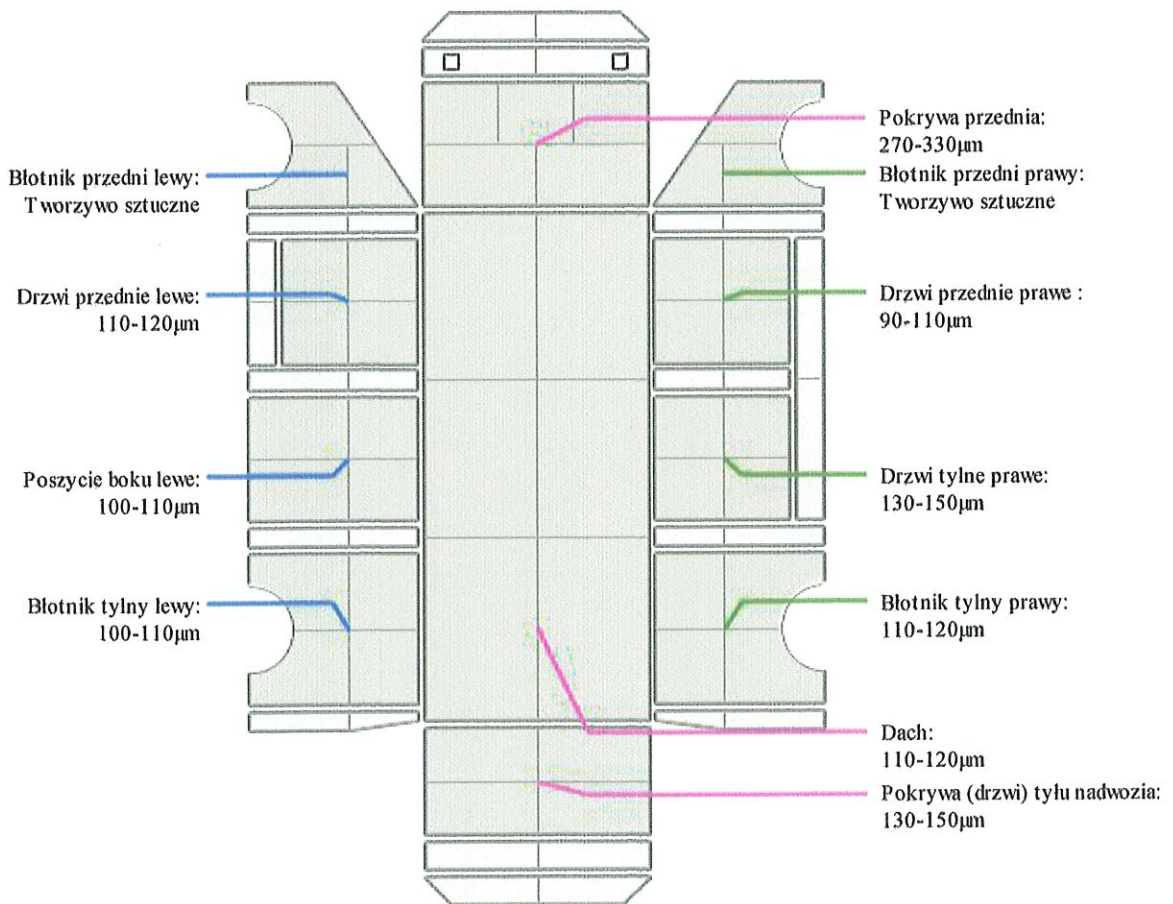 Pokrywa przednia:
270-330µm
Błotnik przedni lewy:
Tworzywo sztuczne
Błotnik przedni prawy:
Tworzywo sztuczne
Drzwi przednie lewe:
110-120µm
Drzwi przednie prawe :
90-110µm
Poszycie boku lewe:
100-110µm
Drzwi tylne prawe:
130-150µm
Błotnik tylny lewy:
100-110µm
Błotnik tylny prawy:
110-120µm
Dach:
110-120µm
Pokrywa (drzwi) tyłu nadwozia:
130-150µm